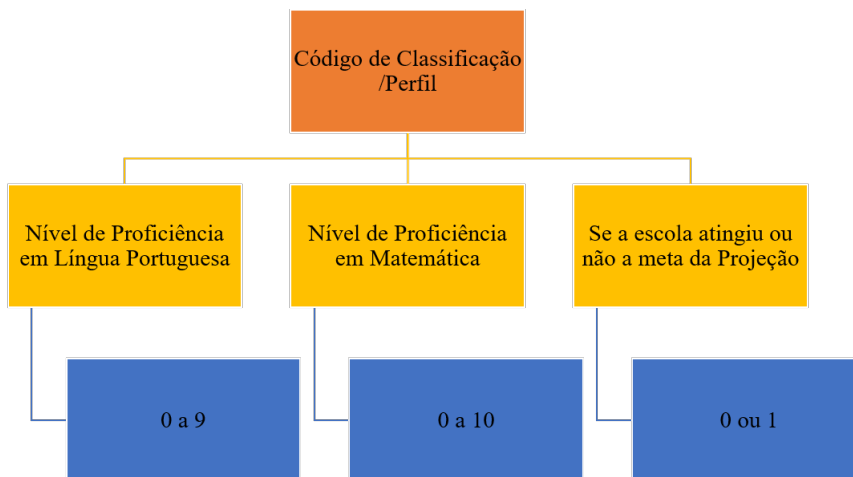 Código de Classificação
/Perfil
Nível de Proficiência
em Língua Portuguesa
Nível de Proficiência
em Matemática
Se a escola atingiu ou
não a meta da Projeção
0 a 9
0 a 10
0 ou 1